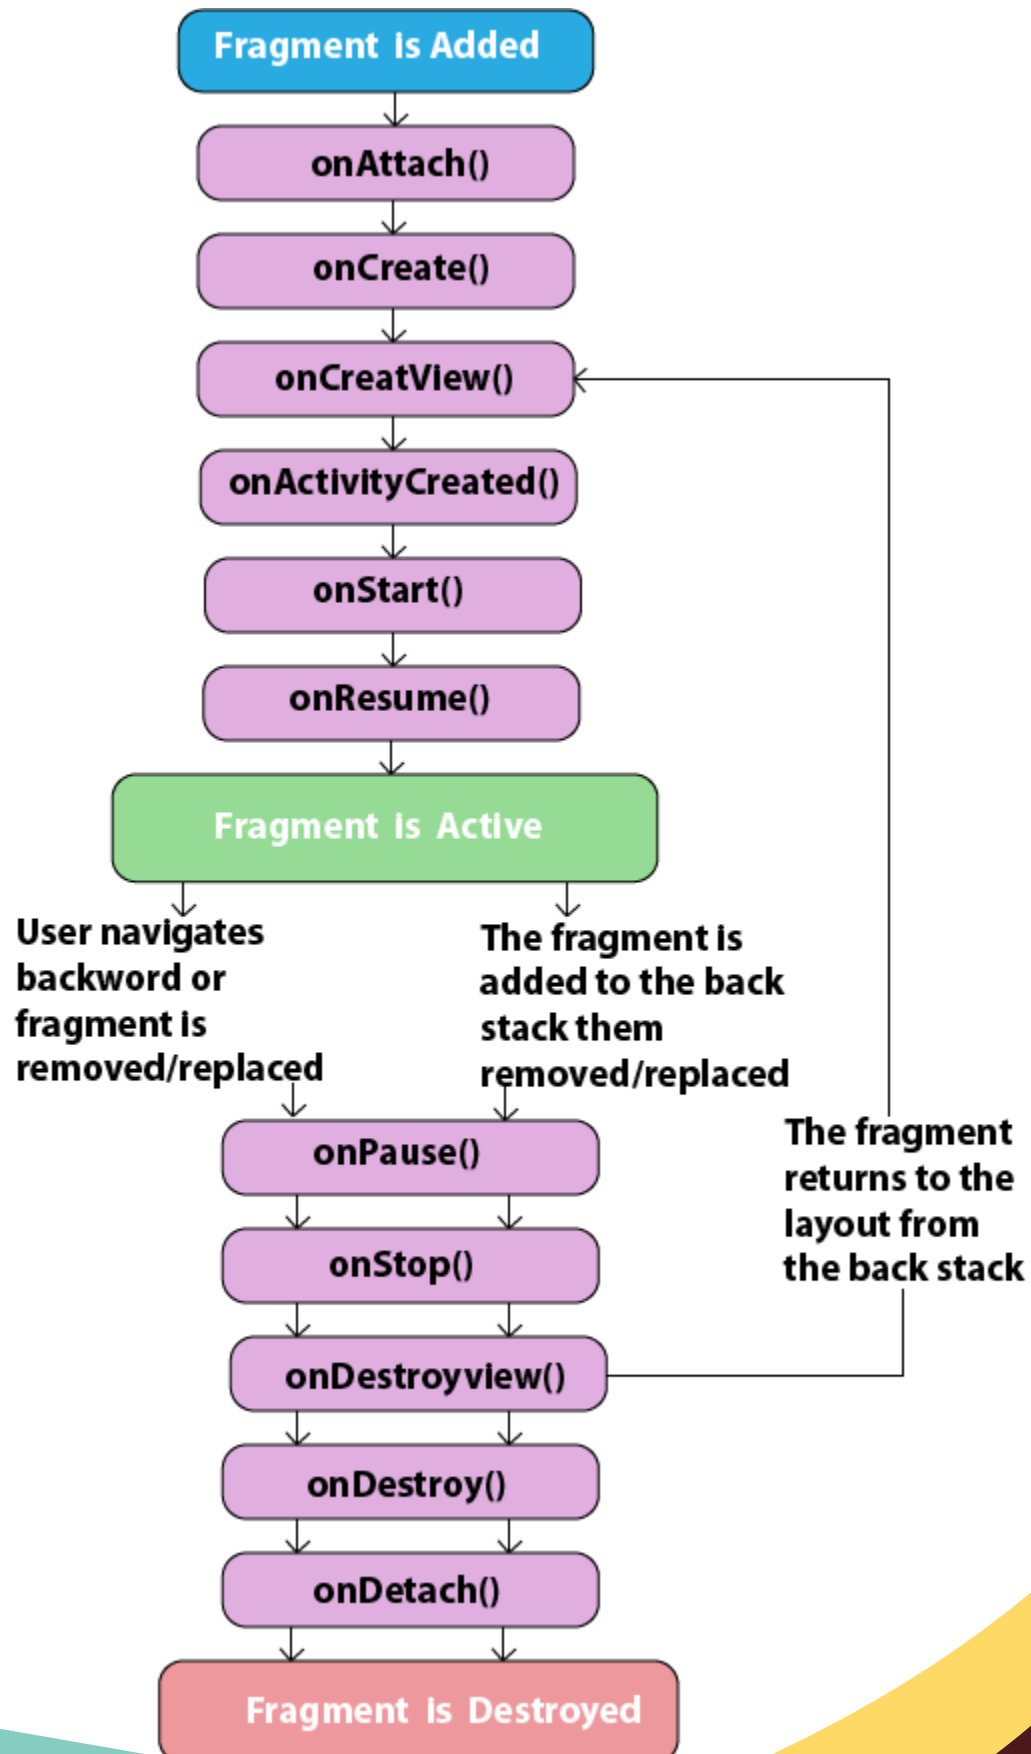 Fragment is Added
onAttach()
onCreate()
onCreatView()
onActivityCreated()
onStart()
onResume()
Fragment is Active
User navigates
backword or
fragment is
removed/replaced
The fragment is
added to the back
stack them
removed/replaced
onPause()
The fragment
returns to the
layout from
the back stack
onStop()
onDestroyview()
onDestroy()
onDetach()
Fragment is Destroyed